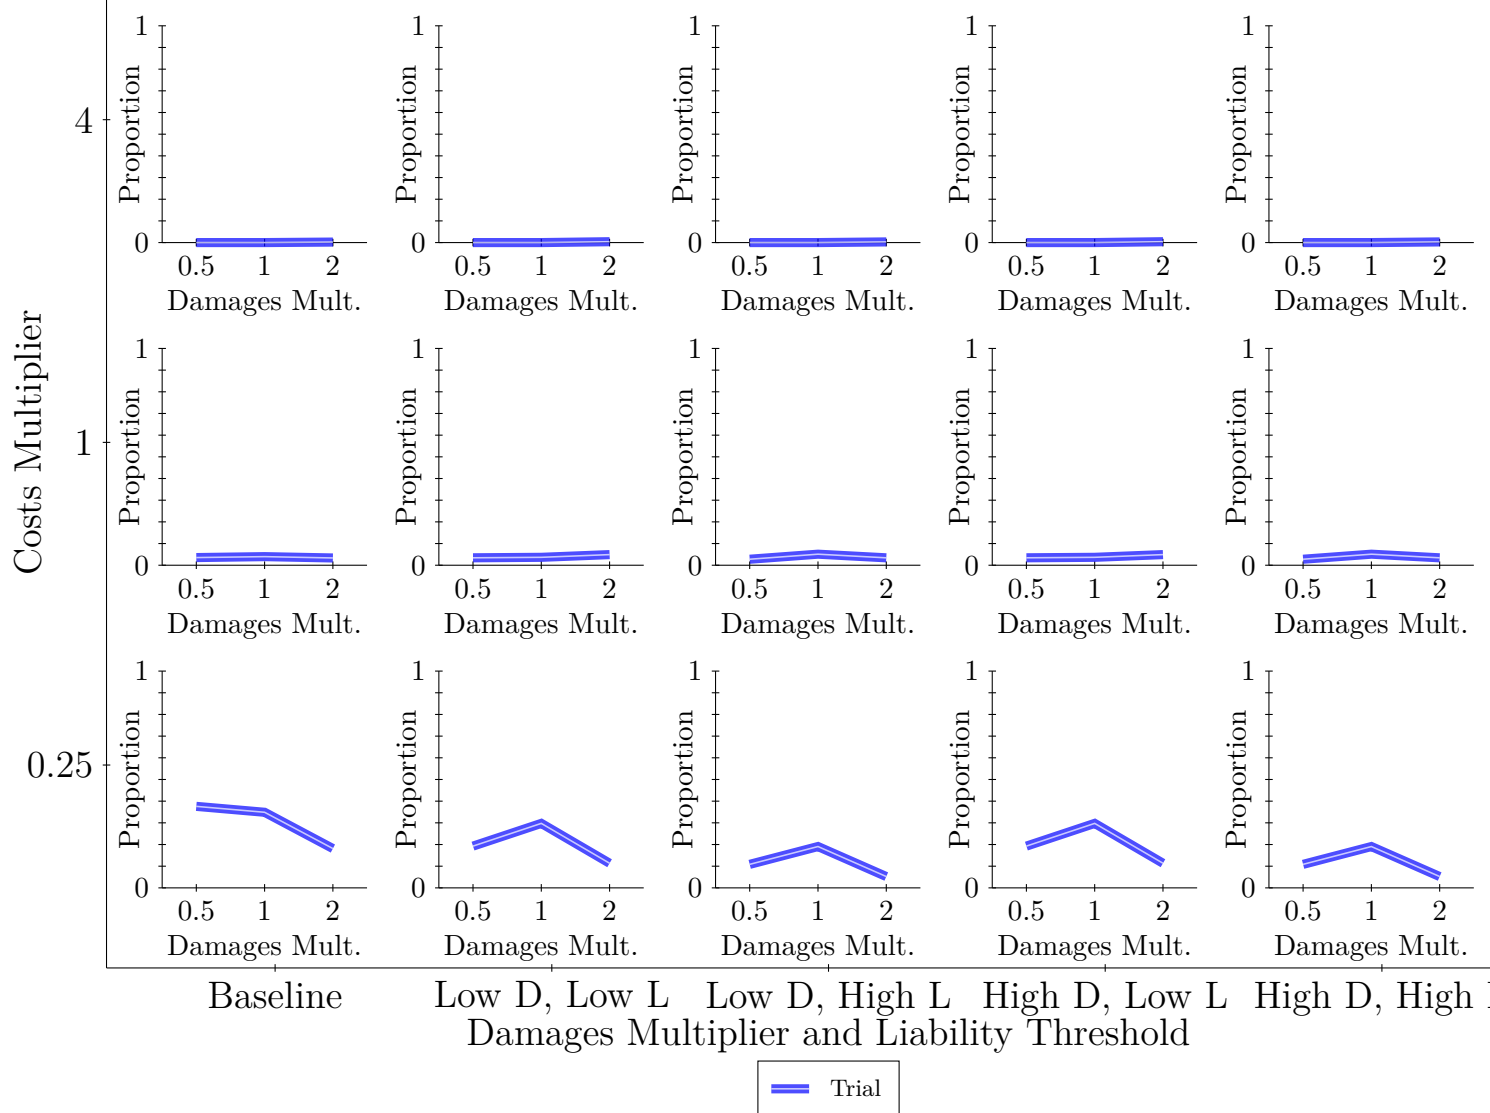 Costs Multiplier
4
1 1 1 1 1
Proportion Proportion Proportion Proportion Proportion
0 0 0 0 0
0.5 1 2 0.5 1 2 0.5 1 2 0.5 1 2 0.5 1 2
Damages Mult. Damages Mult. Damages Mult. Damages Mult. Damages Mult.
1
1 1 1 1 1
Proportion Proportion Proportion Proportion Proportion
0 0 0 0 0
0.5 1 2 0.5 1 2 0.5 1 2 0.5 1 2 0.5 1 2
Damages Mult. Damages Mult. Damages Mult. Damages Mult. Damages Mult.
0.25
1 1 1 1 1
Proportion Proportion Proportion Proportion Proportion
0 0 0 0 0
0.5 1 2 0.5 1 2 0.5 1 2 0.5 1 2 0.5 1 2
Damages Mult. Damages Mult. Damages Mult. Damages Mult. Damages Mult.
Baseline Low D, Low L Low D, High L High D, Low L High D, High
Damages Multiplier and Liability Threshold
Trial